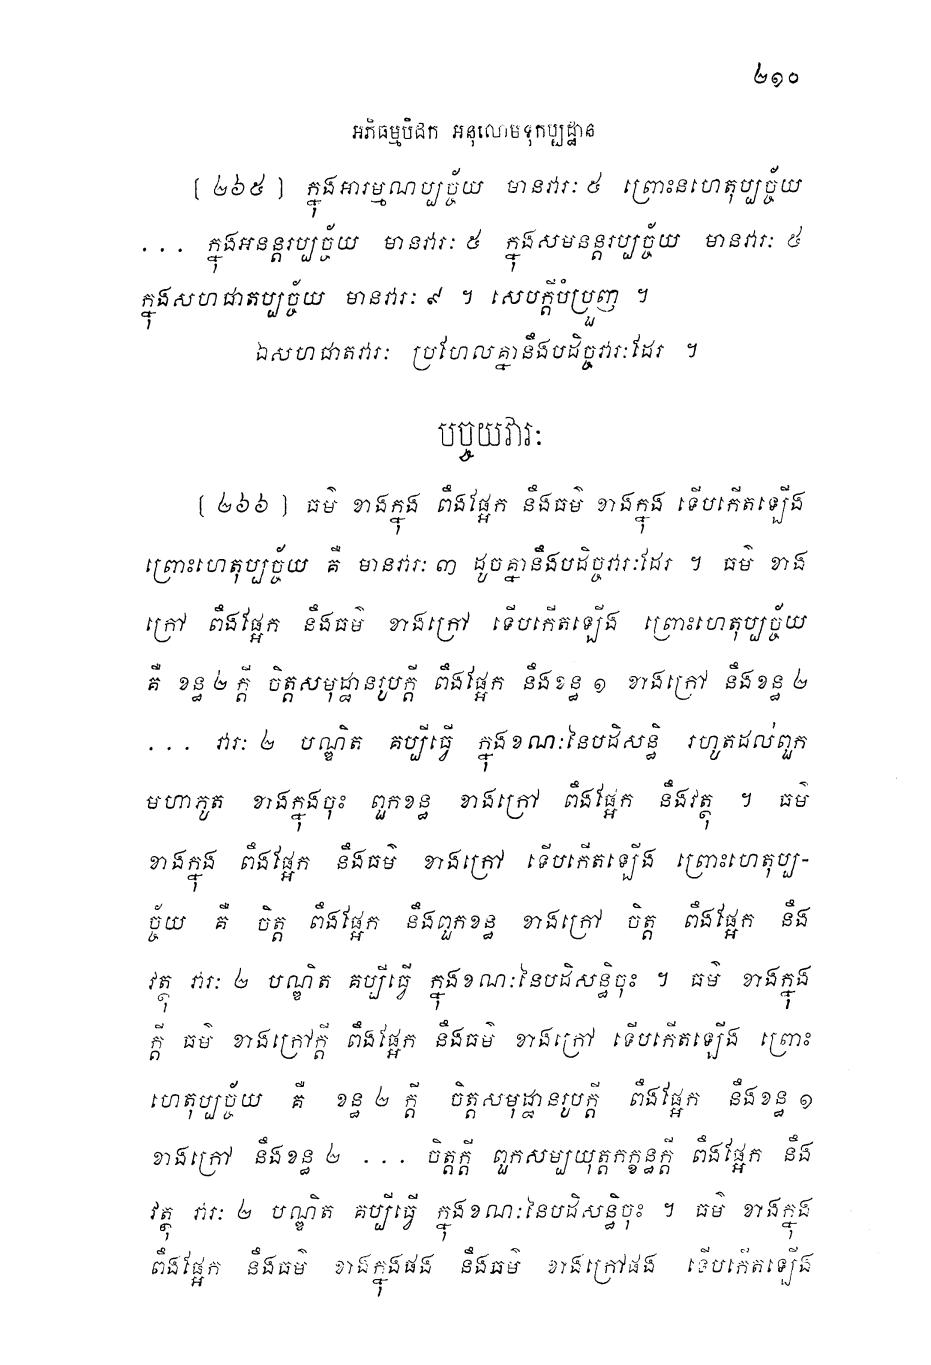 ២១០
អភិធម្មបិដក អនុលោមទុកប្បដ្ឋាន
[ ២៦៥ ] ក្នុងអារម្មណប្បច្ច័យ មានវារៈ ៥ ព្រោះនហេតុប្បច្ច័យ
... ក្នុងអនន្តរប្បច្ច័យ មានវារៈ ៥ ក្នុងសមនន្តរប្បច្ច័យ មានវារៈ ៥
ក្នុងសហជាតប្បច្ច័យ មានវារៈ ៩ ។ សេបក្តីបំប្រួញ ។
ឯសហជាតវារៈ ប្រហែលគ្នានឹងបដិច្ចវារៈដែរ ។
បច្ចយវារៈ
[ ២៦៦ ] ធម៌ ខាងក្នុង ពឹងផ្អែក នឹងធម៌ ខាងក្នុង ទើបកើតឡើង
ព្រោះហេតុប្បច្ច័យ គឺ មានវារៈ ៣ ដូចគ្នានឹងបដិច្ចវារៈដែរ ។ ធម៌ ខាង
ក្រៅ ពឹងផ្អែក នឹងធម៌ ខាងក្រៅ ទើបកើតឡើង ព្រោះហេតុប្បច្ច័យ
គឺ ខន្ធ ២ ក្តី ចិត្តសមុដ្ឋានរូបក្តី ពឹងផ្អែក នឹងខន្ធ ១ ខាងក្រៅ នឹងខន្ធ ២
... វារៈ ២ បណ្ឌិត គប្បីធ្វើ ក្នុងខណៈនៃបដិសន្ធិ រហូតដល់ពួក
មហាភូត ខាងក្នុងចុះ ពួកខន្ធ ខាងក្រៅ ពឹងផ្អែក នឹងវត្ថុ ។ ធម៌
ខាងក្នុង ពឹងផ្អែក នឹងធម៌ ខាងក្រៅ ទើបកើតឡើង ព្រោះហេតុប្ប-
ច្ច័យ គឺ ចិត្ត ពឹងផ្អែក នឹងពួកខន្ធ ខាងក្រៅ ចិត្ត ពឹងផ្អែក នឹង
វត្ថុ វារៈ ២ បណ្ឌិត គប្បីធ្វើ ក្នុងខណៈនៃបដិសន្ធិចុះ ។ ធម៌ ខាងក្នុង
ក្តី ធម៌ ខាងក្រៅក្តី ពឹងផ្អែក នឹងធម៌ ខាងក្រៅ ទើបកើតឡើង ព្រោះ
ហេតុប្បច្ច័យ គឺ ខន្ធ ២ ក្តី ចិត្តសមុដ្ឋានរូបក្តី ពឹងផ្អែក នឹងខន្ធ ១
ខាងក្រៅ នឹងខន្ធ ២ ... ចិត្តក្តី ពួកសម្បយុត្តកក្ខន្ធក្តី ពឹងផ្អែក នឹង
វត្ថុ វារៈ ២ បណ្ឌិត គប្បីធ្វើ ក្នុងខណៈនៃបដិសន្ធិចុះ ។ ធម៌ ខាងក្នុង
ពឹងផ្អែក នឹងធម៌ ខាងក្នុងផង នឹងធម៌ ខាងក្រៅផង ទើបកើតឡើង